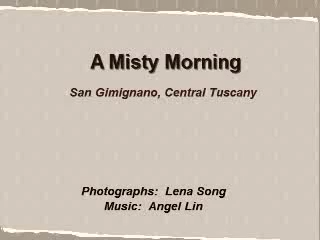 A Misty Morning
San Gimignano, Central Tuscany
Photographs: Lena Song
Music: Angel Lin